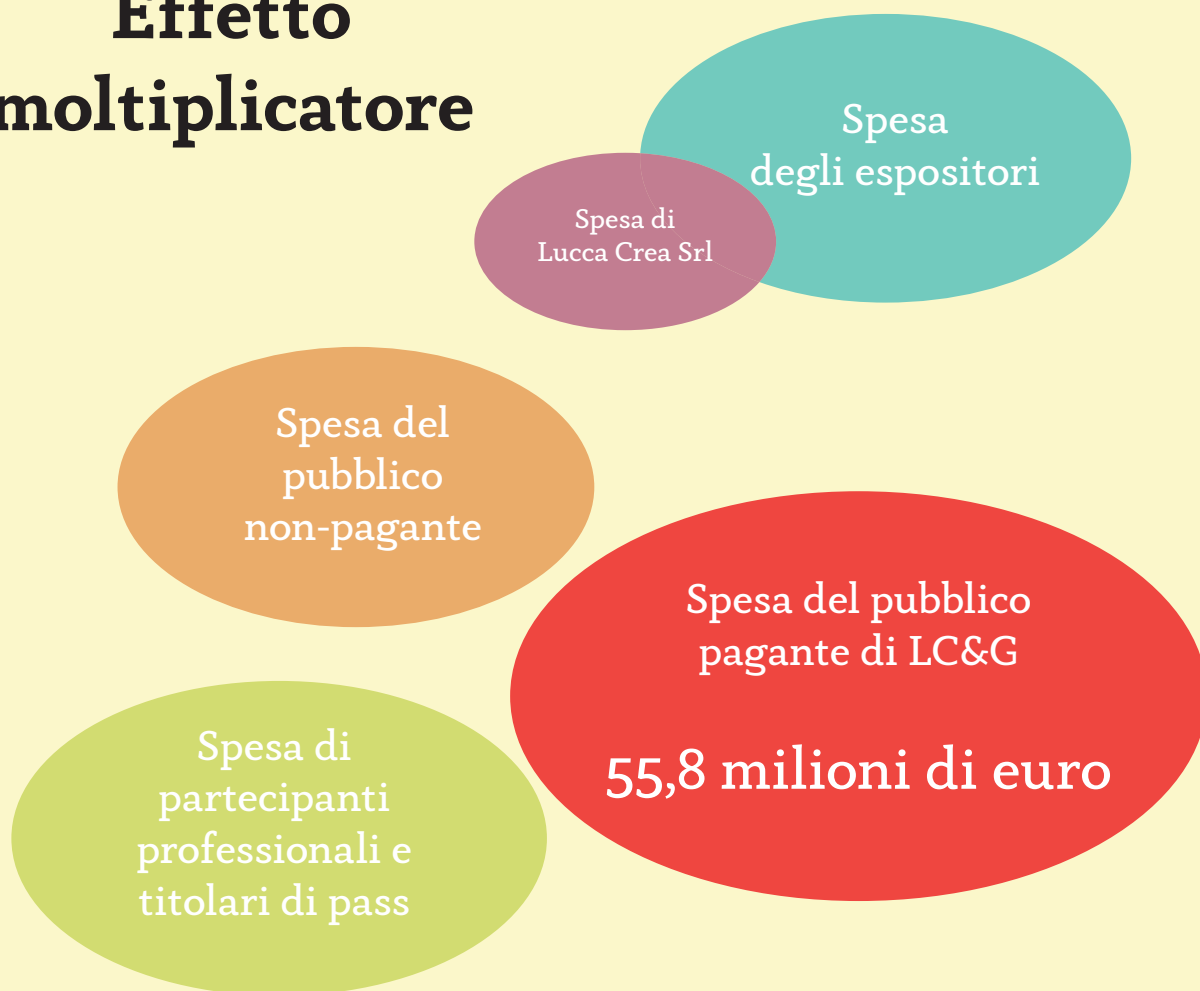 Effetto
moltiplicatore
Spesa
degli espositori
Spesa di
Lucca Crea Srl
Spesa del
pubblico
non-pagante
Spesa del pubblico
pagante di LC&G
55,8 milioni di euro
Spesa di
partecipanti
professionali e
titolari di pass